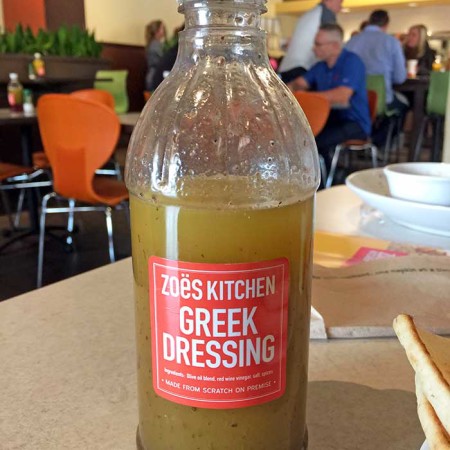 ZOËS KITCHEN
GREEK
DRESSING
Ingredients: Olive oil blend, red wine vinegar, salt, spices
• MADE FROM SCRATCH ON PREMISE •